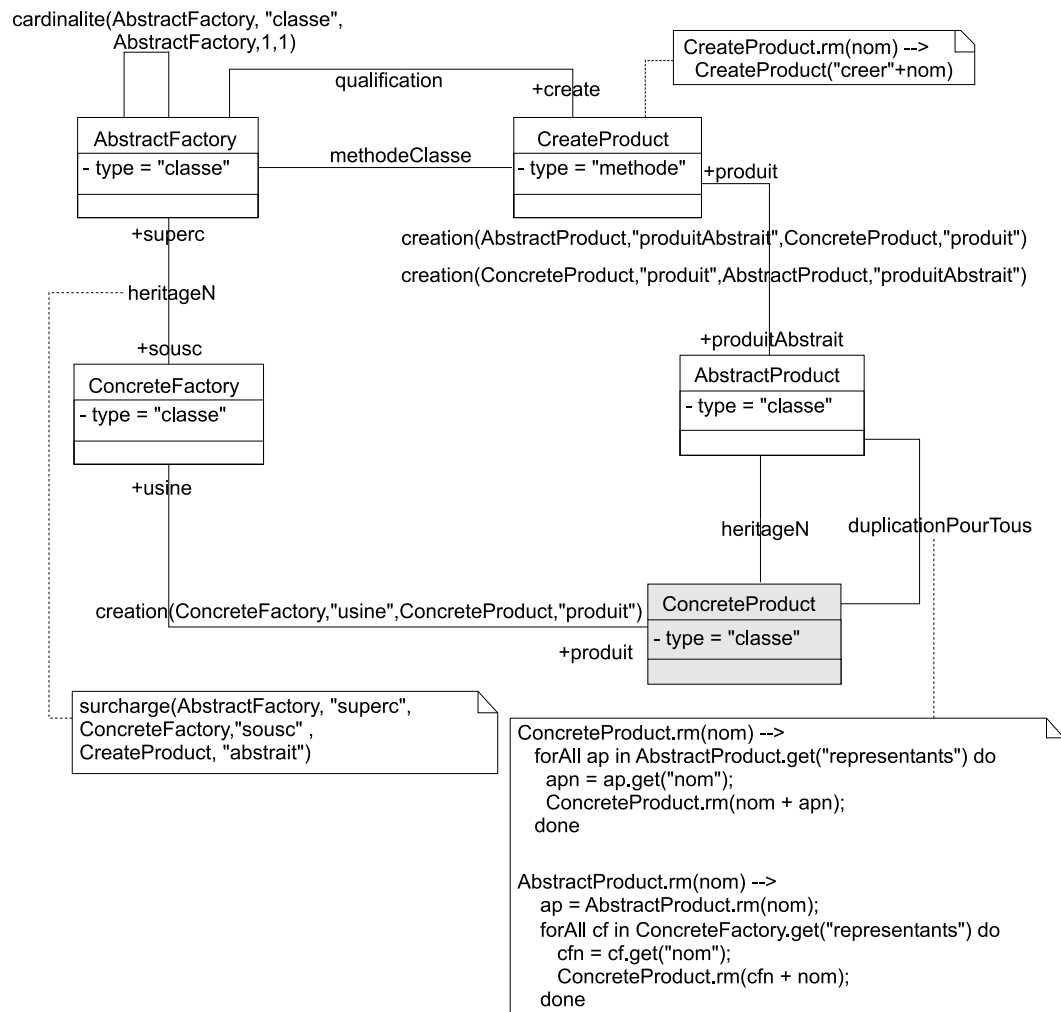 cardinalite(AbstractFactory, "classe",
AbstractFactory,1,1)
CreateProduct.rm(nom) -->
CreateProduct("creer"+nom)
qualification
+create
AbstractFactory
- type = "classe"
methodeClasse
CreateProduct
- type = "methode"
+produit
+superc
creation(AbstractProduct,"produitAbstrait",ConcreteProduct,"produit")
creation(ConcreteProduct,"produit",AbstractProduct,"produitAbstrait")
heritageN
+sousc
+produitAbstrait
ConcreteFactory
- type = "classe"
AbstractProduct
- type = "classe"
+usine
heritageN
duplicationPourTous
creation(ConcreteFactory,"usine",ConcreteProduct,"produit")
ConcreteProduct
- type = "classe"
+produit
surcharge(AbstractFactory, "superc",
ConcreteFactory,"sousc" ,
CreateProduct, "abstrait")
ConcreteProduct.rm(nom) -->
forAll ap in AbstractProduct.get("representants") do
apn = ap.get("nom");
ConcreteProduct.rm(nom + apn);
done
AbstractProduct.rm(nom) -->
ap = AbstractProduct.rm(nom);
forAll cf in ConcreteFactory.get("representants") do
cfn = cf.get("nom");
ConcreteProduct.rm(cfn + nom);
done